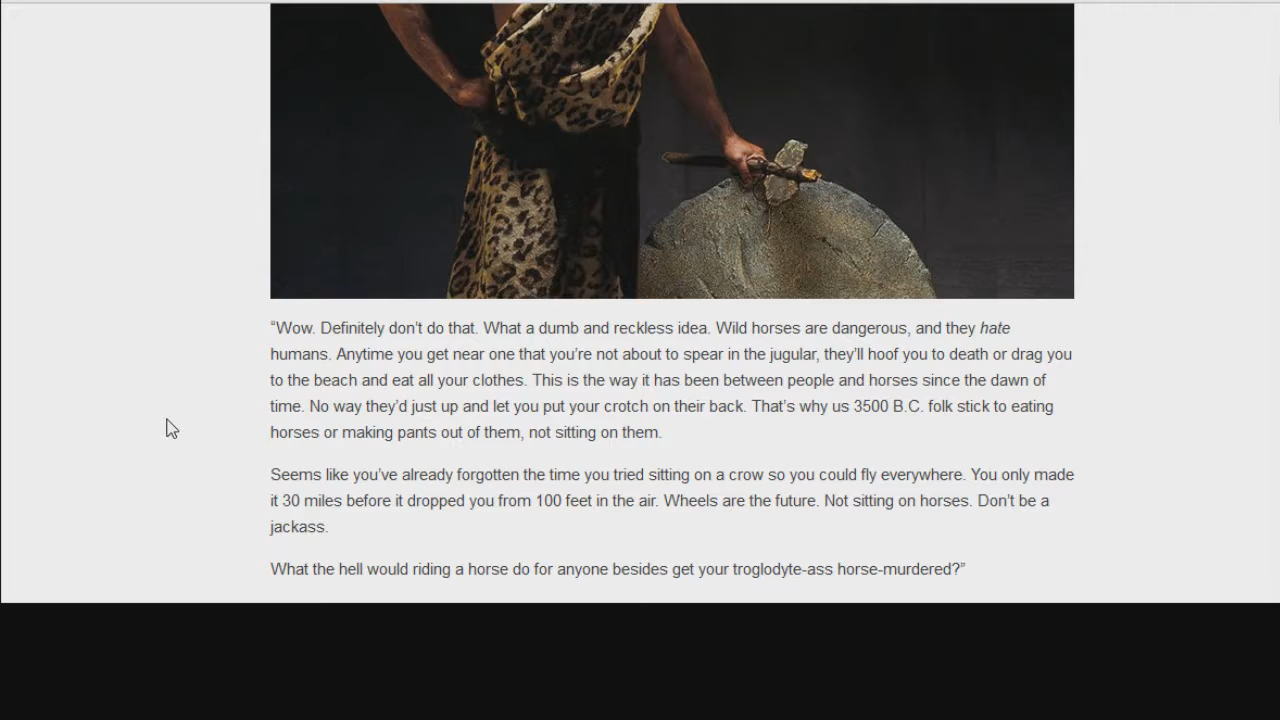 “Wow. Definitely don’t do that. What a dumb and reckless idea. Wild horses are dangerous, and they hate
humans. Anytime you get near one that you’re not about to spear in the jugular, they’ll hoof you to death or drag you
to the beach and eat all your clothes. This is the way it has been between people and horses since the dawn of
time. No way they’d just up and let you put your crotch on their back. That’s why us 3500 B.C. folk stick to eating
horses or making pants out of them, not sitting on them.
Seems like you’ve already forgotten the time you tried sitting on a crow so you could fly everywhere. You only made
it 30 miles before it dropped you from 100 feet in the air. Wheels are the future. Not sitting on horses. Don’t be a
jackass.
What the hell would riding a horse do for anyone besides get your troglodyte-ass horse-murdered?”